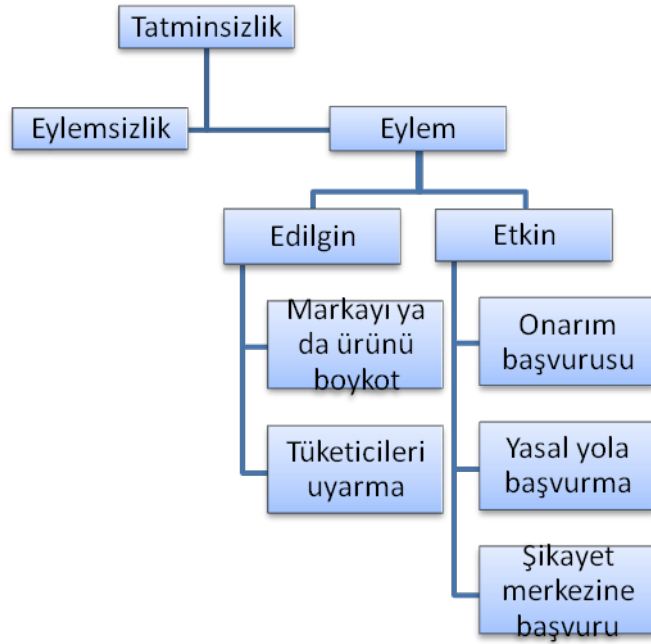 Tatminsizlik
Eylemsizlik
Eylem
Edilgin
Etkin
Markayı ya
da ürünü
boykot
Tüketicileri
uyarma
Onarım
başvurusu
Yasal yola
başvurma
Şikayet
merkezine
başvuru